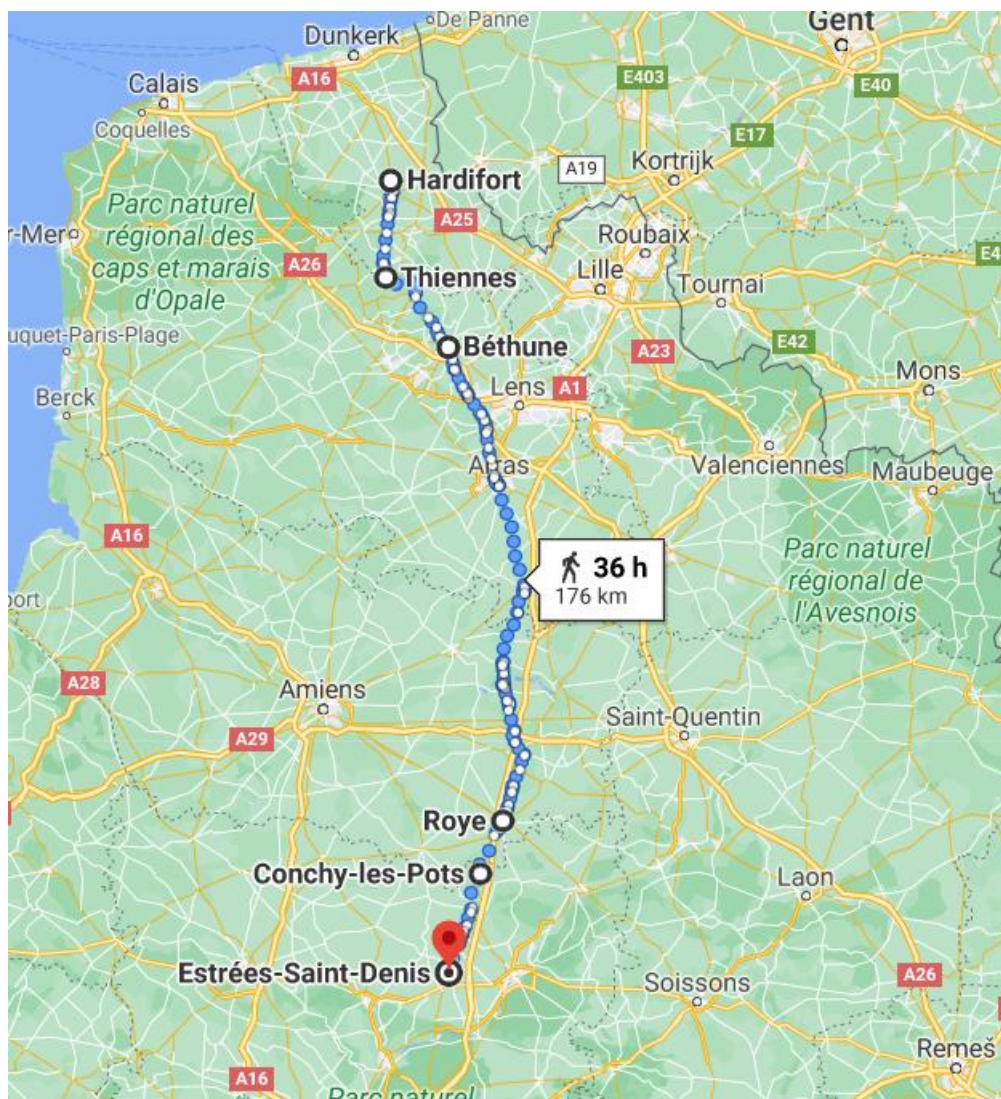 De Panne
Gent
Dunkerk
A16
E403
E40
Calais
Coquelles
E17
A19
Kortrijk
Hardifort
Parc naturel
régional des
caps et marais
d'Opale
r-Mer
A25
Roubaix
A26
Thiennes
Lille
Tournai
E4
uquet-Paris-Plage
Béthune
E42
A23
Mons
Berck
Lens
A1
Arras
Valenciennes
Maubeuge
A16
36 h
176 km
Parc naturel
régional de
l'Avesnois
port
A28
Amiens
Saint-Quentin
A29
Roye
Conchy-les-Pots
Laon
Estrées-Saint-Denis
Soissons
A26
Remeš
A16
Parc naturel